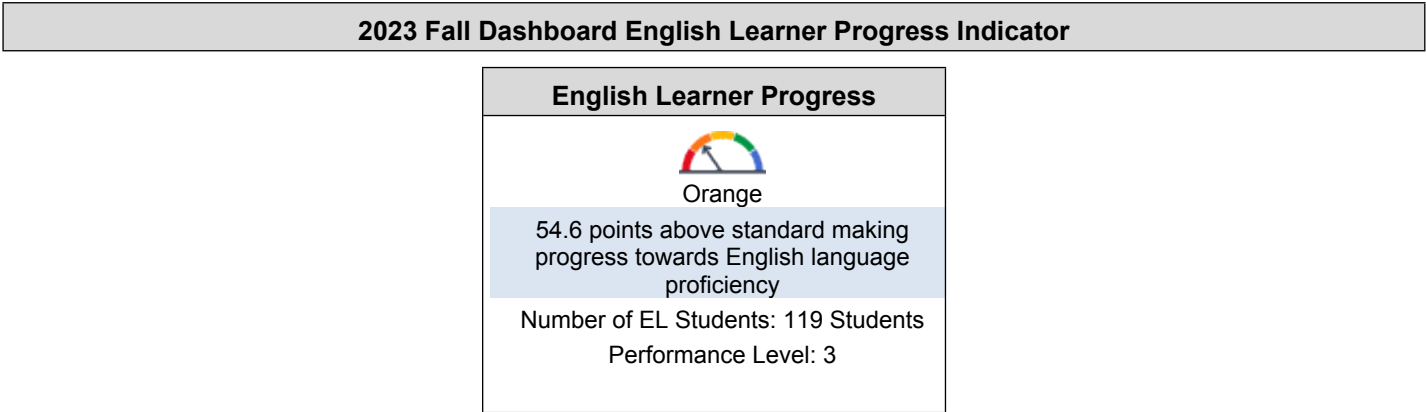 2023 Fall Dashboard English Learner Progress Indicator
English Learner Progress
Orange
54.6 points above standard making
progress towards English language
proficiency
Number of EL Students: 119 Students
Performance Level: 3